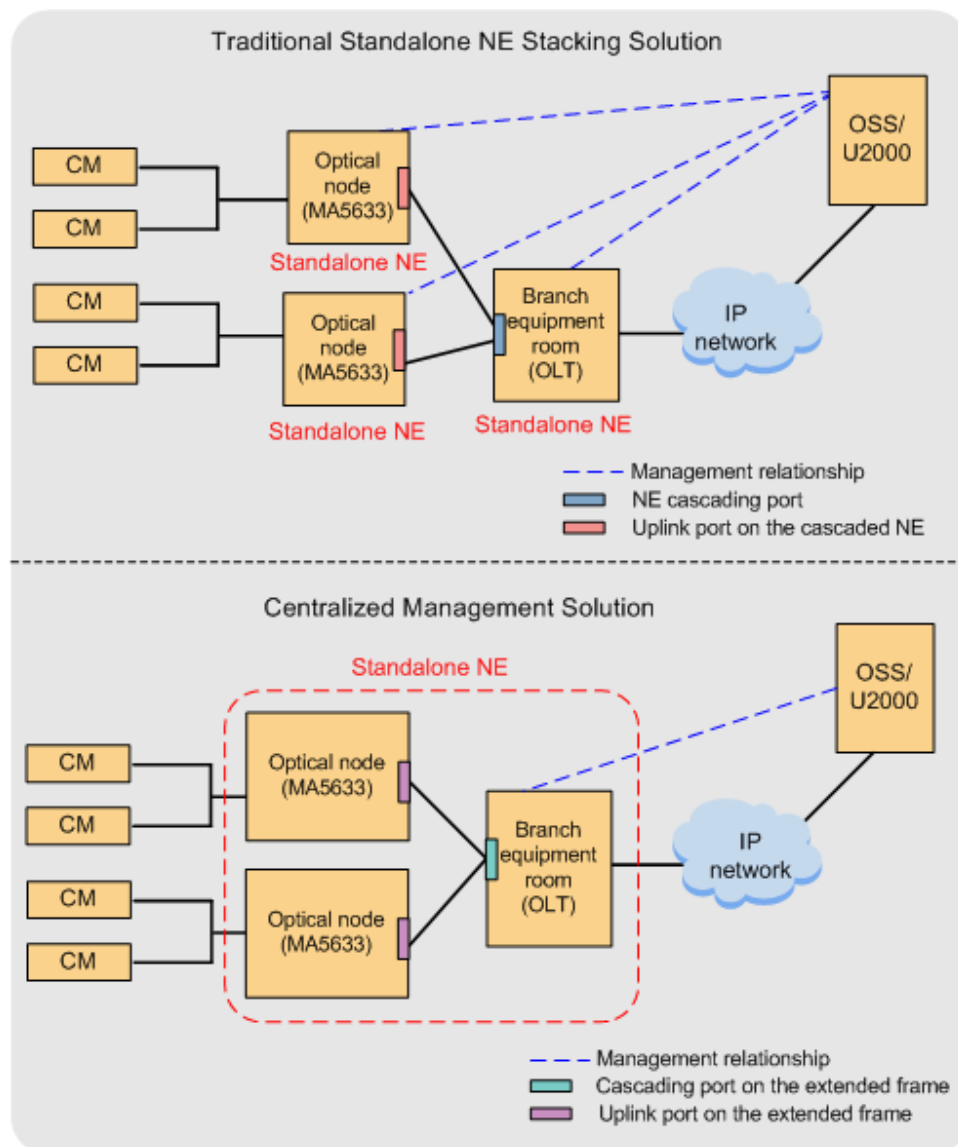 Traditional Standalone NE Stacking Solution
OSS/
U2000
CM
CM
Optical
node
(MA5633)
Standalone NE
CM
CM
Optical
node
(MA5633)
Standalone NE
Branch
equipment
room
(OLT)
Standalone NE
IP
network
Management relationship
NE cascading port
Uplink port on the cascaded NE
Centralized Management Solution
Standalone NE
OSS/
U2000
CM
CM
Optical node
(MA5633)
CM
CM
Optical node
(MA5633)
Branch
equipment
room
(OLT)
IP
network
Management relationship
Cascading port on the extended frame
Uplink port on the extended frame